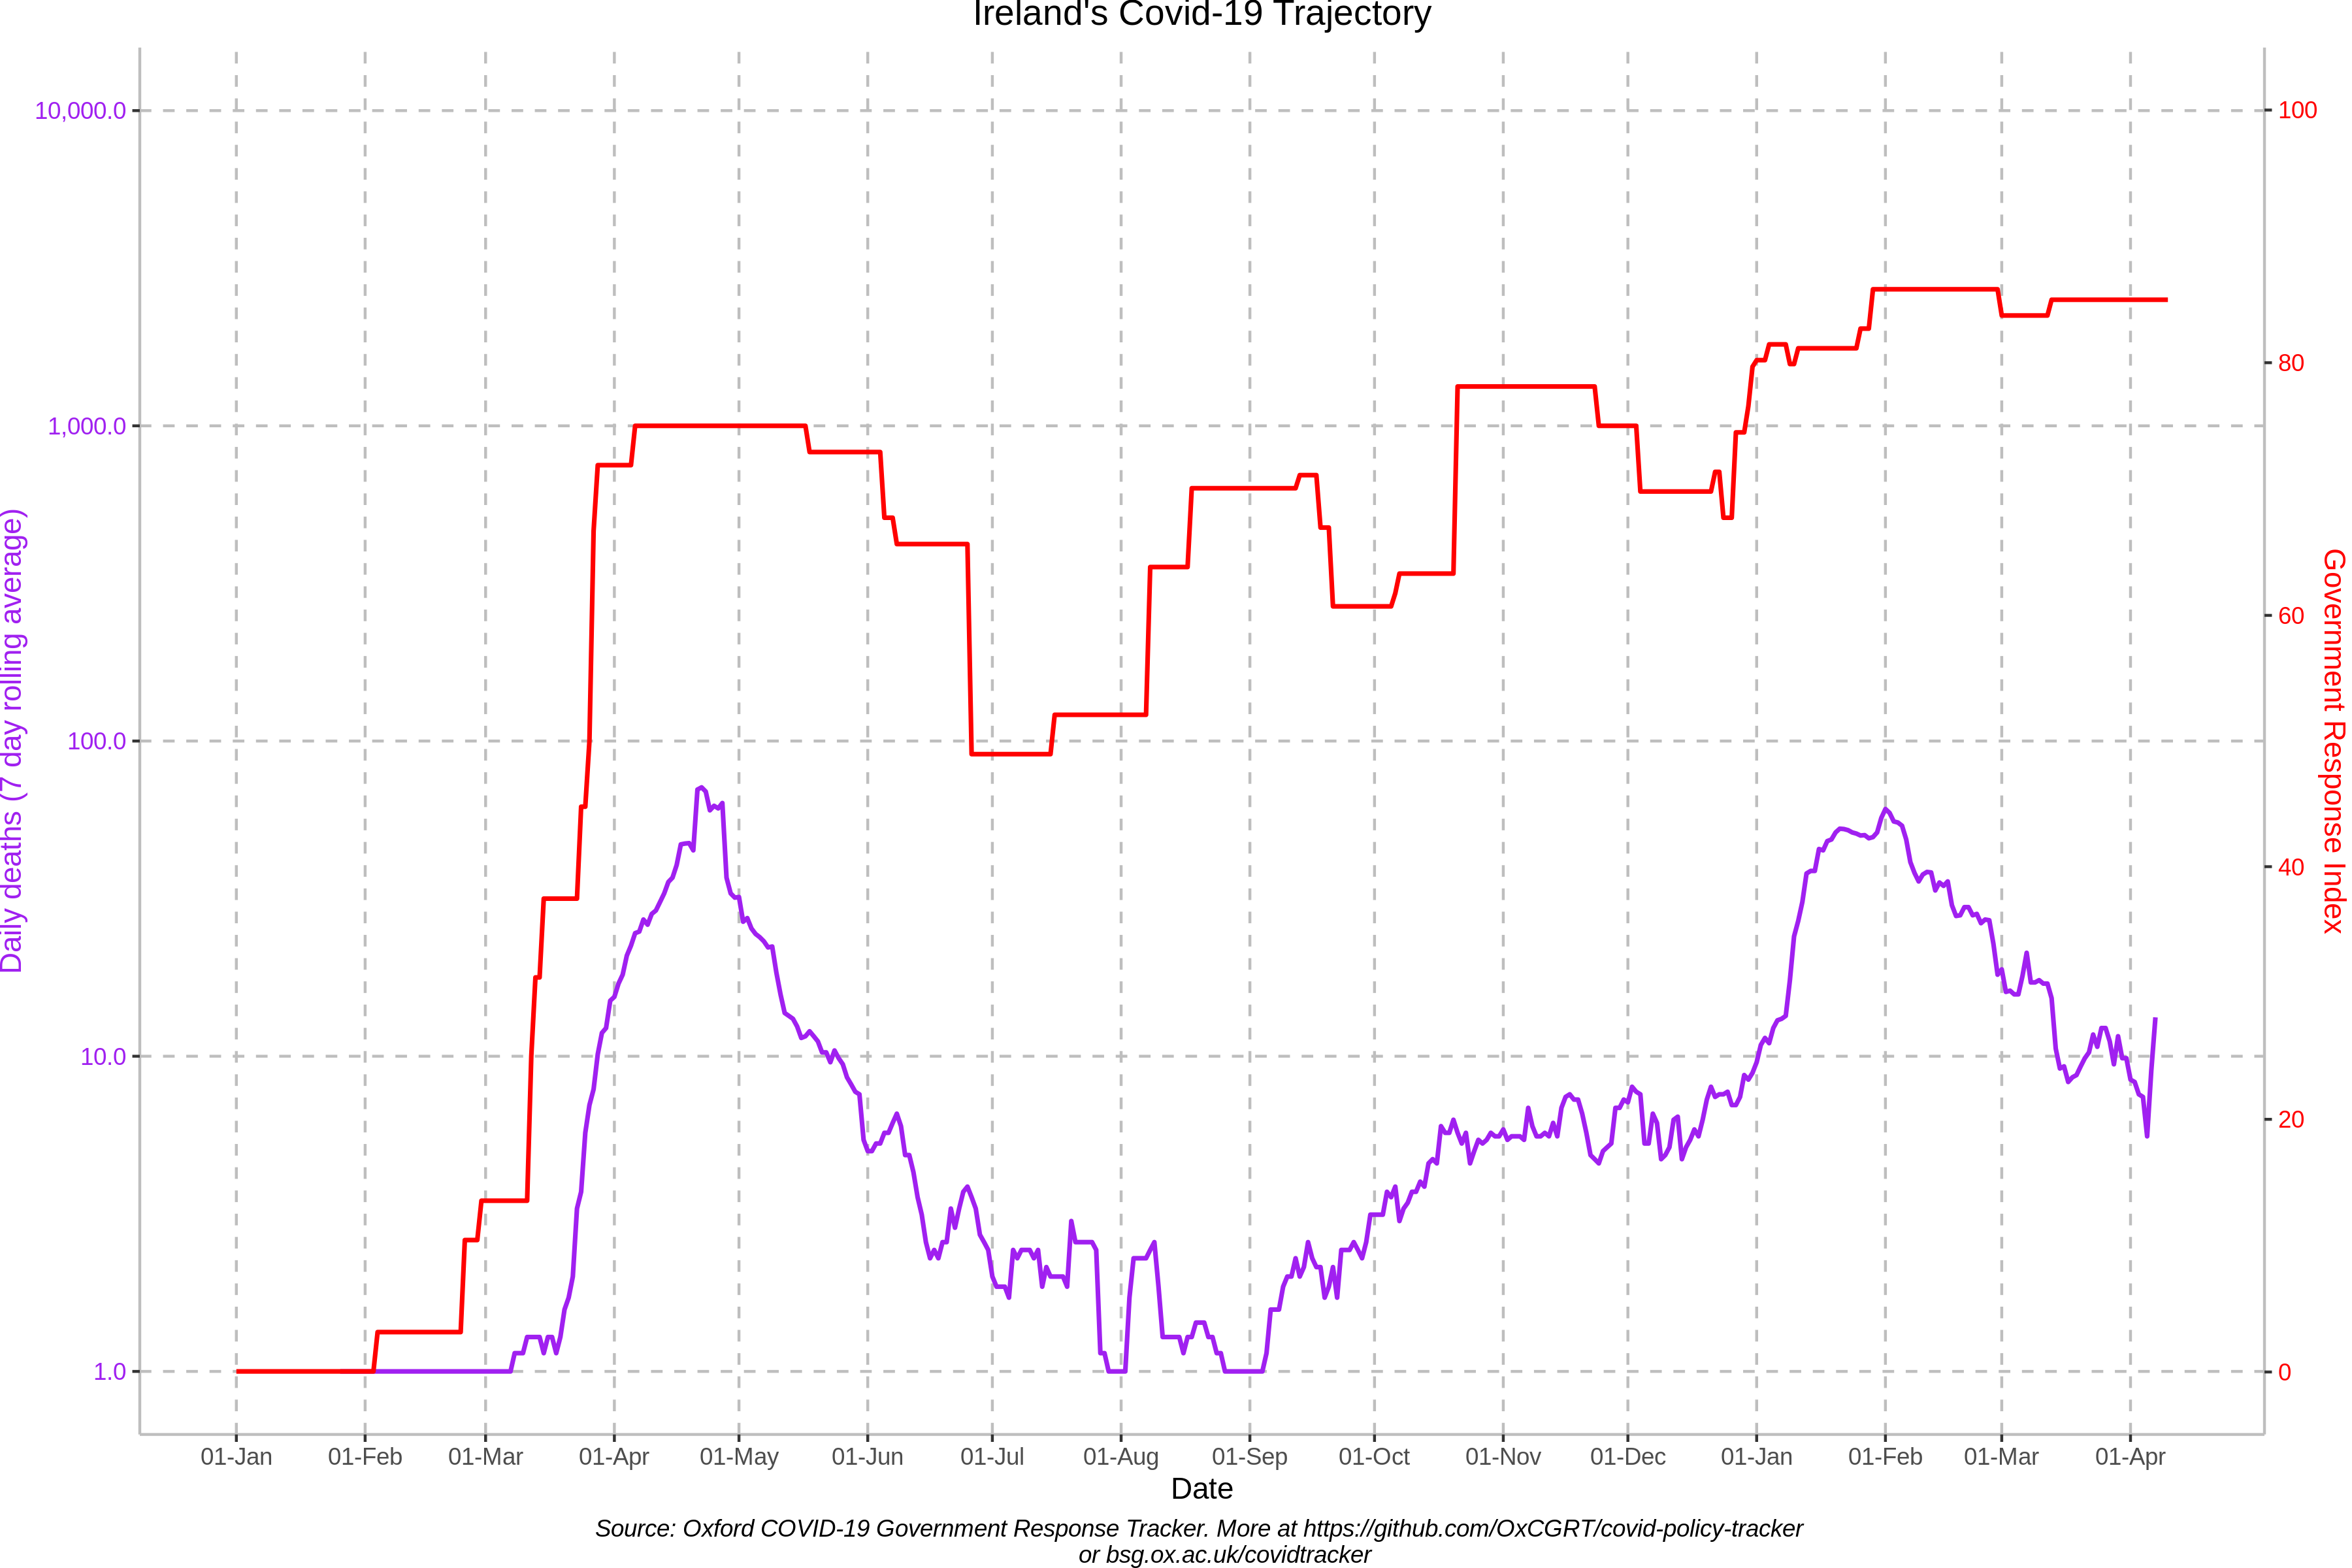 Ireland's Covid-19 Trajectory
10,000.0
1,000.0
100.0
10.0
1.0
Daily deaths (7 day rolling average)
100
80
60
40
20
0
Government Response Index
01-Jan 01-Feb 01-Mar 01-Apr 01-May 01-Jun 01-Jul 01-Aug 01-Sep 01-Oct 01-Nov 01-Dec 01-Jan 01-Feb 01-Mar 01-Apr
Date
Source: Oxford COVID-19 Government Response Tracker. More at https://github.com/OxCGRT/covid-policy-tracker
or bsg.ox.ac.uk/covidtracker